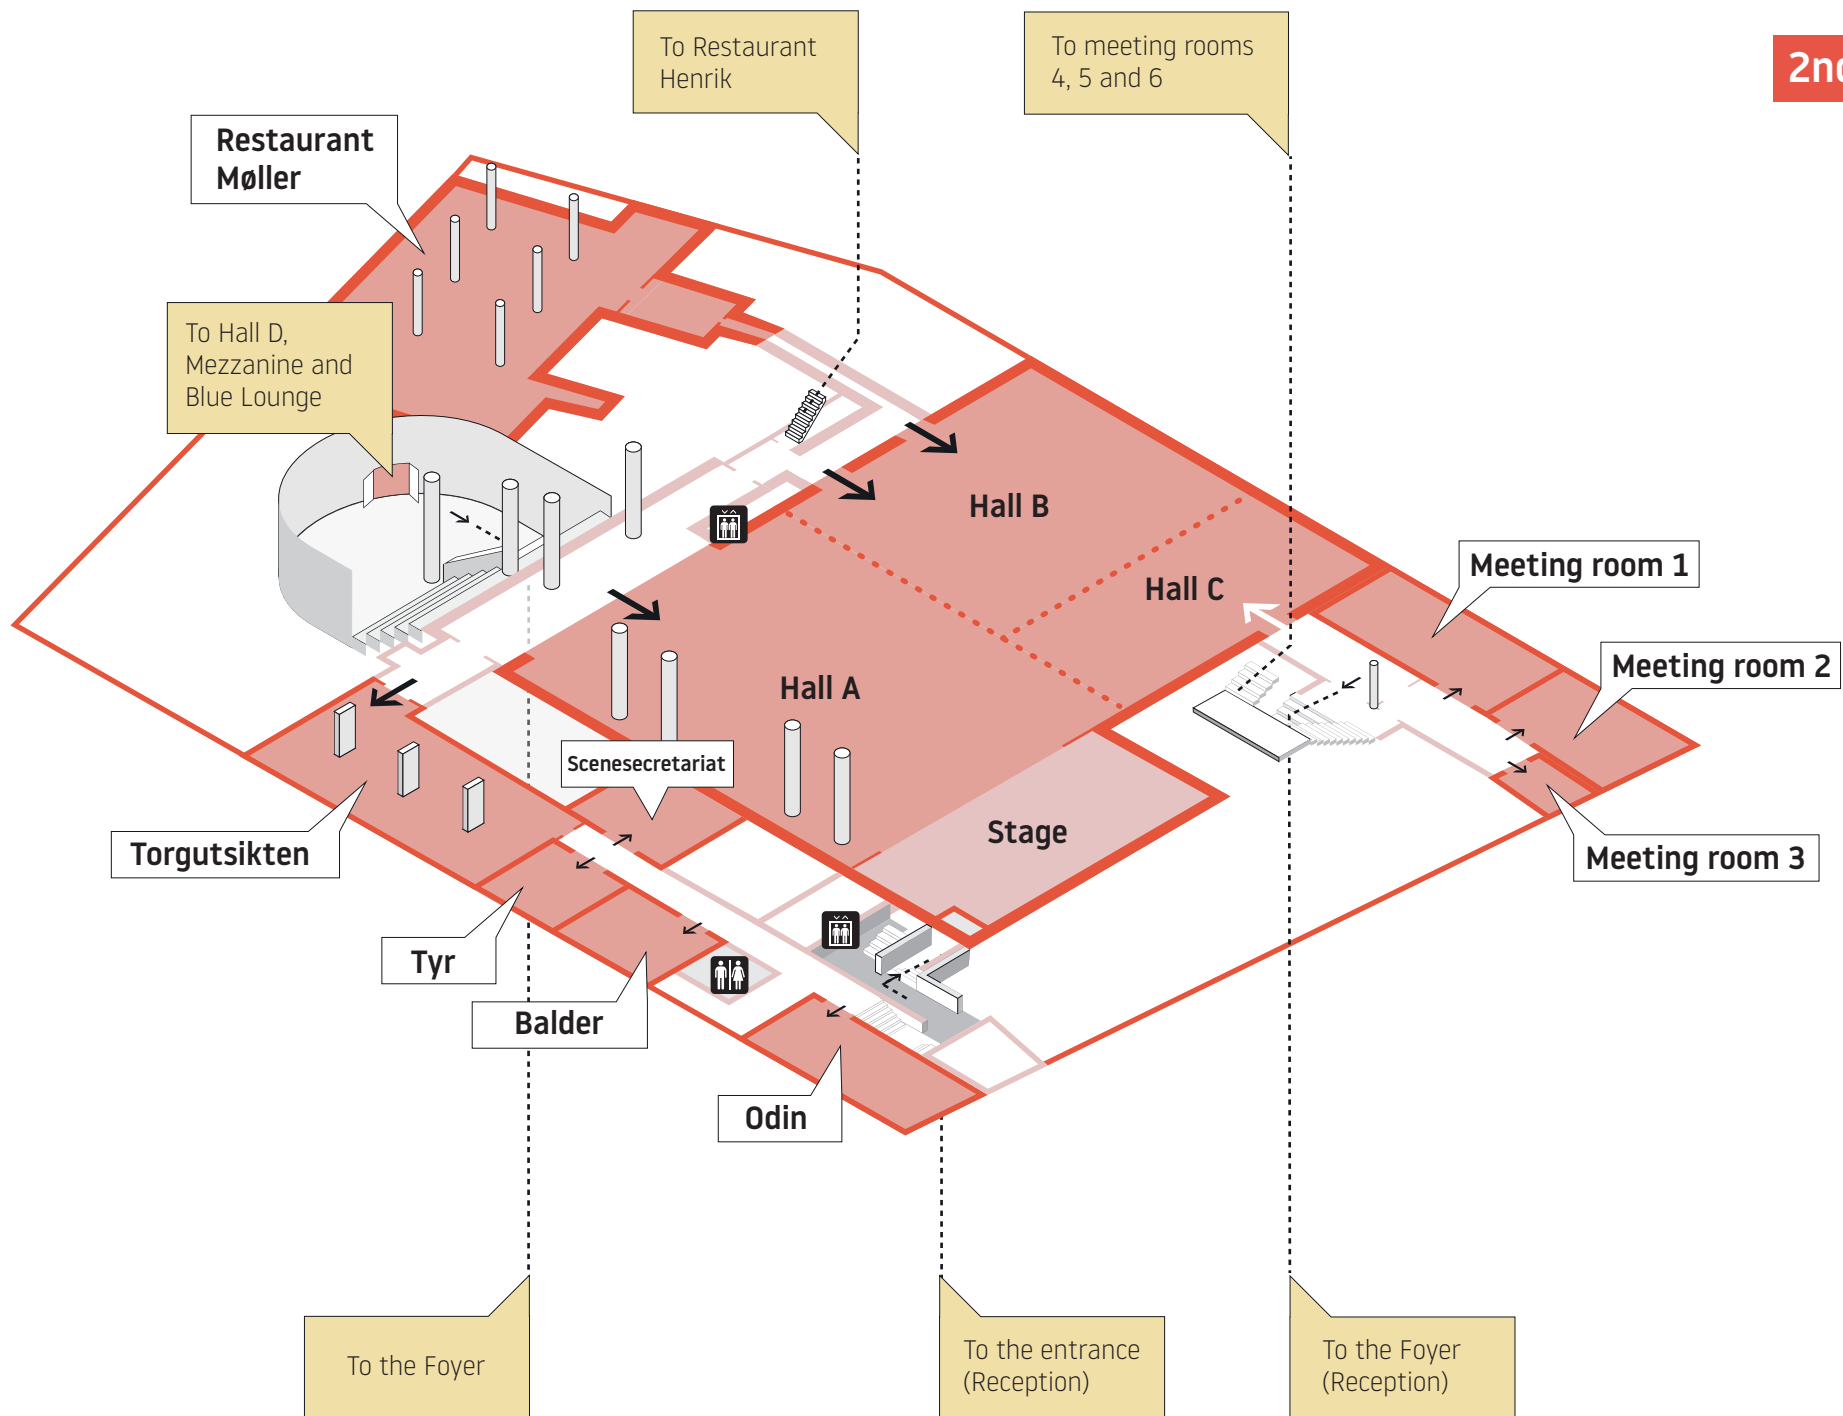 To Restaurant
Henrik
To meeting rooms
4, 5 and 6
Restaurant
Møller
To Hall D,
Mezzanine and
Blue Lounge
Hall B
Hall C
Meeting room 1
Meeting room 2
Hall A
Scenesecretariat
Stage
Torgutsikten
Meeting room 3
Tyr
Balder
Odin
To the Foyer
To the entrance
(Reception)
To the Foyer
(Reception)